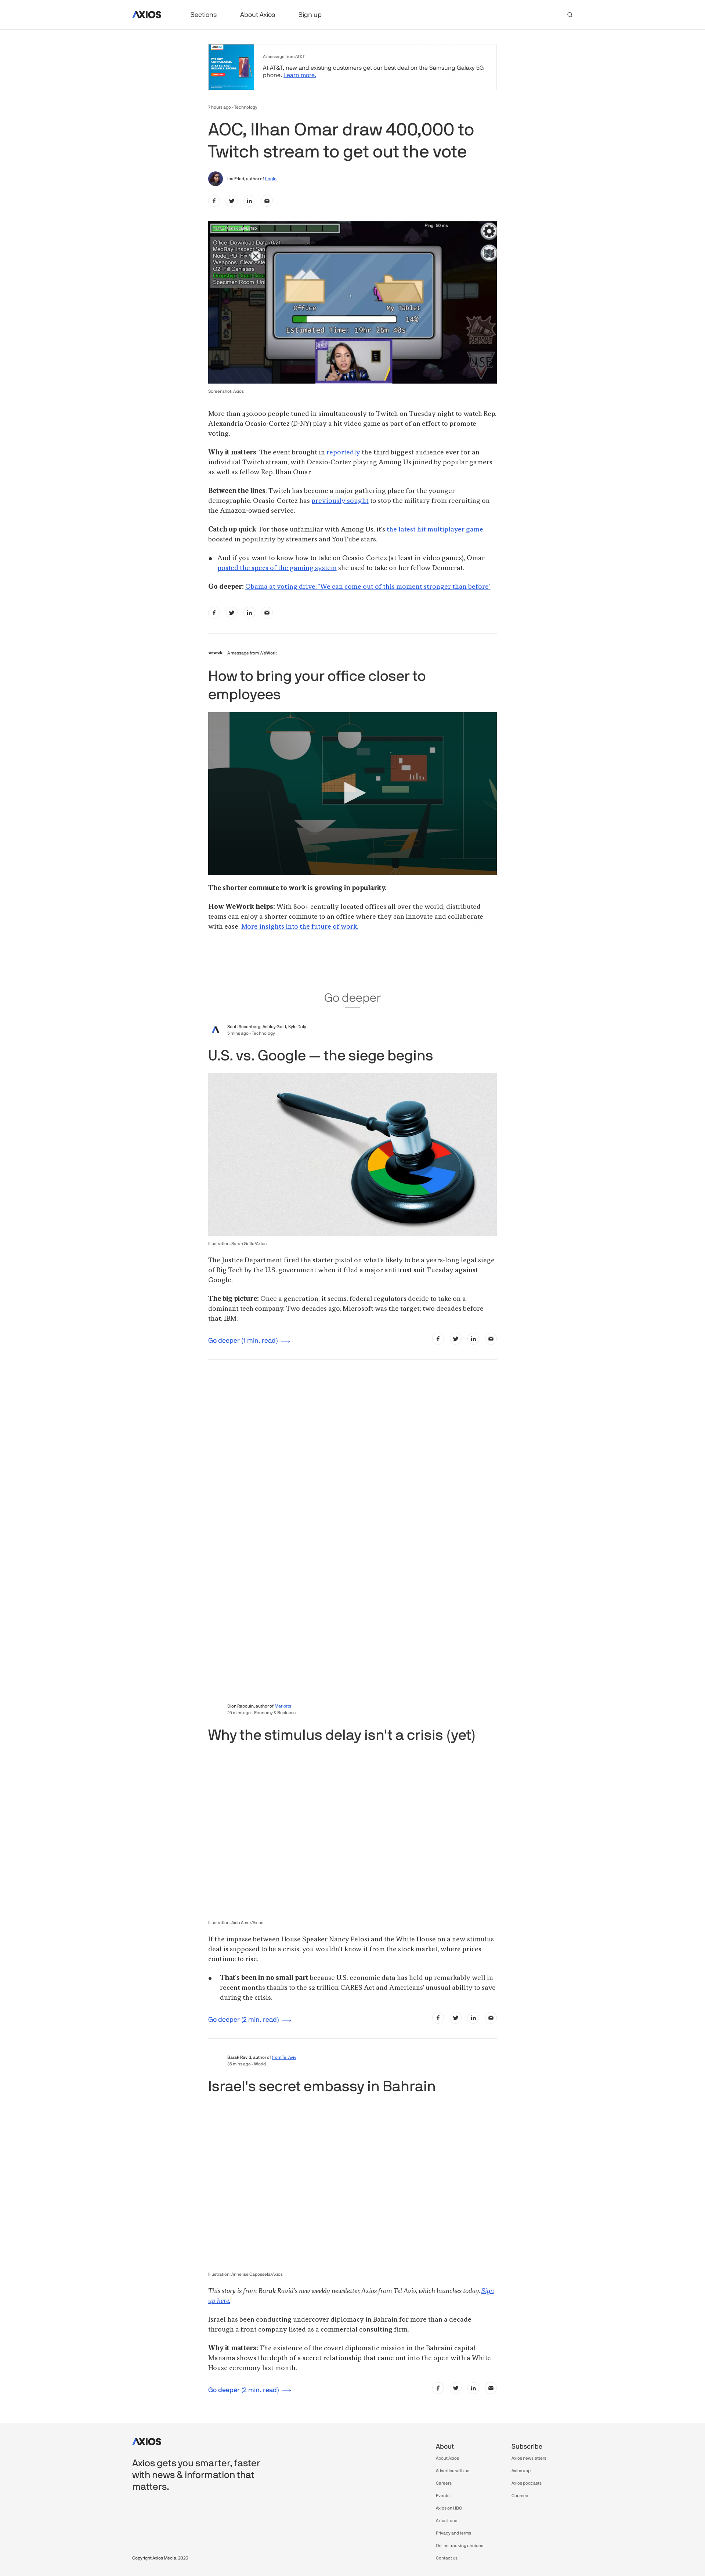 AXIOS
Sections
About Axios
Sign up
A message from AT&T
At AT&T, new and existing customers get our best deal on the Samsung Galaxy 5G
phone. Learn more.
7 hours ago - Technology
AOC, Ilhan Omar draw 400,000 to
Twitch stream to get out the vote
Ina Fried, author of Login
Ping: 50 ms
Office: Download Data (0/2)
Office
My Tablet
14%
Estimated Time: 19hr 26m 40s
Screenshot: Axios
More than 430,000 people tuned in simultaneously to Twitch on Tuesday night to watch Rep.
Alexandria Ocasio-Cortez (D-NY) play a hit video game as part of an effort to promote
voting.
Why it matters: The event brought in reportedly the third biggest audience ever for an
individual Twitch stream, with Ocasio-Cortez playing Among Us joined by popular gamers
as well as fellow Rep. Ilhan Omar.
Between the lines: Twitch has become a major gathering place for the younger
demographic. Ocasio-Cortez has previously sought to stop the military from recruiting on
the Amazon-owned service.
Catch up quick: For those unfamiliar with Among Us, it's the latest hit multiplayer game,
boosted in popularity by streamers and YouTube stars.
And if you want to know how to take on Ocasio-Cortez (at least in video games), Omar
posted the specs of the gaming system she used to take on her fellow Democrat.
Go deeper: Obama at voting drive: "We can come out of this moment stronger than before"
wework
A message from WeWork
How to bring your office closer to
employees
The shorter commute to work is growing in popularity.
How WeWork helps: With 800+ centrally located offices all over the world, distributed
teams can enjoy a shorter commute to an office where they can innovate and collaborate
with ease. More insights into the future of work.
Go deeper
Scott Rosenberg, Ashley Gold, Kyle Daly
5 mins ago - Technology
U.S. vs. Google — the siege begins
Illustration: Sarah Grillo/Axios
The Justice Department fired the starter pistol on what's likely to be a years-long legal siege
of Big Tech by the U.S. government when it filed a major antitrust suit Tuesday against
Google.
The big picture: Once a generation, it seems, federal regulators decide to take on a
dominant tech company. Two decades ago, Microsoft was the target; two decades before
that, IBM.
Go deeper (1 min. read)
Dion Rabouin, author of Markets
25 mins ago - Economy & Business
Why the stimulus delay isn't a crisis (yet)
Illustration: Aïda Amer/Axios
If the impasse between House Speaker Nancy Pelosi and the White House on a new stimulus
deal is supposed to be a crisis, you wouldn't know it from the stock market, where prices
continue to rise.
That's been in no small part because U.S. economic data has held up remarkably well in
recent months thanks to the $2 trillion CARES Act and Americans' unusual ability to save
during the crisis.
Go deeper (2 min. read)
Barak Ravid, author of from Tel Aviv
35 mins ago - World
Israel's secret embassy in Bahrain
Illustration: Annelise Capossela/Axios
This story is from Barak Ravid's new weekly newsletter, Axios from Tel Aviv, which launches today. Sign
up here.
Israel has been conducting undercover diplomacy in Bahrain for more than a decade
through a front company listed as a commercial consulting firm.
Why it matters: The existence of the covert diplomatic mission in the Bahraini capital
Manama shows the depth of a secret relationship that came out into the open with a White
House ceremony last month.
Go deeper (2 min. read)
AXIOS
Axios gets you smarter, faster
with news & information that
matters.
About
About Axios
Advertise with us
Careers
Events
Axios on HBO
Axios Local
Privacy and terms
Online tracking choices
Contact us
Subscribe
Axios newsletters
Axios app
Axios podcasts
Courses
Copyright Axios Media, 2020